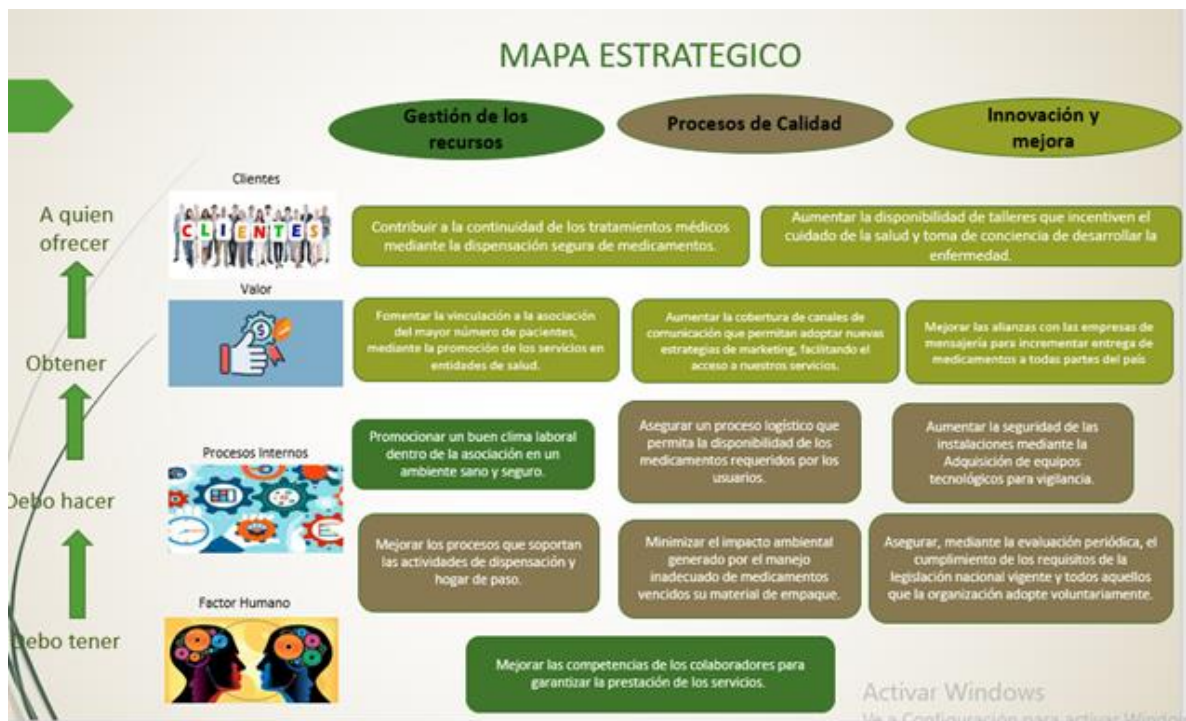 MAPA ESTRATEGICO
Gestión de los
recursos
Procesos de Calidad
Innovación y
mejora
Clientes
A quien
ofrecer
CLIENTES
Contribuir a la continuidad de los tratamientos médicos
mediante la dispensación segura de medicamentos.
Aumentar la disponibilidad de talleres que incentiven el
cuidado de la salud y toma de conciencia de desarrollar la
enfermedad.
Valor
Obtener
Fomentar la vinculación a la asociación
del mayor número de pacientes,
mediante la promoción de los servicios en
entidades de salud.
Aumentar la cobertura de canales de
comunicación que permitan adoptar nuevas
estrategias de marketing, facilitando el
acceso a nuestros servicios.
Mejorar las alianzas con las empresas de
mensajería para incrementar entrega de
medicamentos a todas partes del país
Procesos Internos
Debo hacer
Promocionar un buen clima laboral
dentro de la asociación en un
ambiente sano y seguro.
Asegurar un proceso logístico que
permita la disponibilidad de los
medicamentos requeridos por los
usuarios.
Aumentar la seguridad de las
instalaciones mediante la
Adquisición de equipos
tecnológicos para vigilancia.
Mejorar los procesos que soportan
las actividades de dispensación y
hogar de paso.
Minimizar el impacto ambiental
generado por el manejo
inadecuado de medicamentos
vencidos su material de empaque.
Asegurar, mediante la evaluación periódica, el
cumplimiento de los requisitos de la
legislación nacional vigente y todos aquellos
que la organización adopte voluntariamente.
Factor Humano
Debo tener
Mejorar las competencias de los colaboradores para
garantizar la prestación de los servicios.
Activar Windows
Ve a Configuración para activar Windows